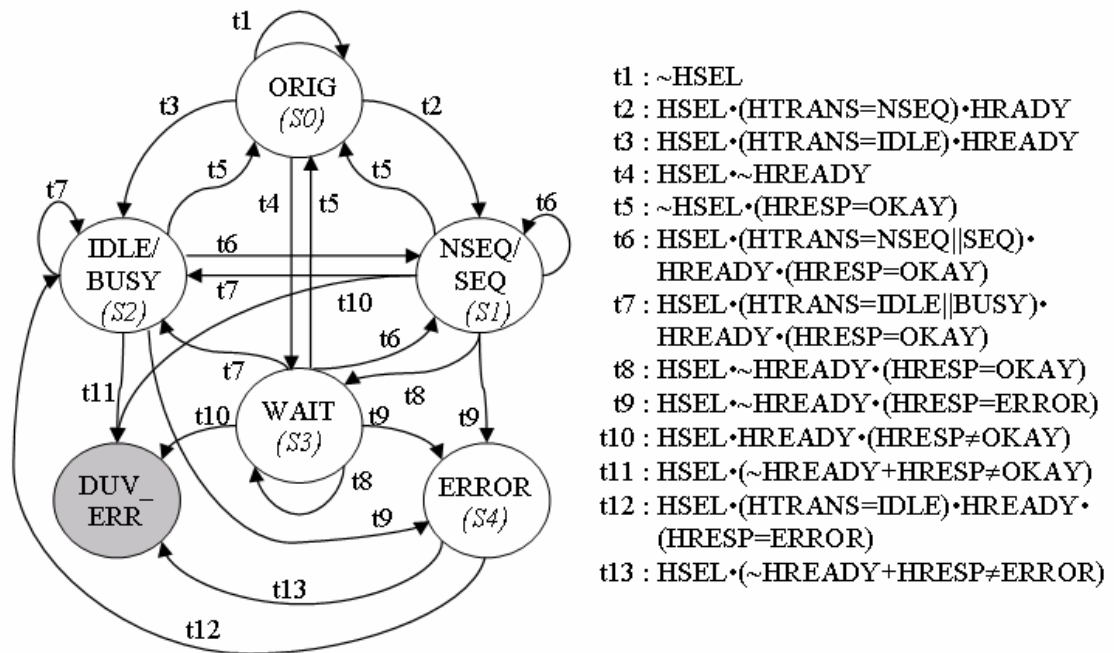 t1
ORIG
(S0)
t3
t2
t5
t4
t5
t5
t7
t6
IDLE/
BUSY
(S2)
t6
t7
t10
NSEQ/
SEQ
(S1)
t7
t6
t8
t11
t10
WAIT
(S3)
t9
t9
t8
DUV_
ERR
ERROR
(S4)
t9
t13
t12
t1 : ~HSEL
t2 : HSEL•(HTRANS=NSEQ)•HRADY
t3 : HSEL•(HTRANS=IDLE)•HREADY
t4 : HSEL•~HREADY
t5 : ~HSEL•(HRESP=OKAY)
t6 : HSEL•(HTRANS=NSEQ||SEQ)•
HREADY•(HRESP=OKAY)
t7 : HSEL•(HTRANS=IDLE||BUSY)•
HREADY•(HRESP=OKAY)
t8 : HSEL•~HREADY•(HRESP=OKAY)
t9 : HSEL•~HREADY•(HRESP=ERROR)
t10 : HSEL•HREADY•(HRESP≠OKAY)
t11 : HSEL•(~HREADY+HRESP≠OKAY)
t12 : HSEL•(HTRANS=IDLE)•HREADY•
(HRESP=ERROR)
t13 : HSEL•(~HREADY+HRESP≠ERROR)